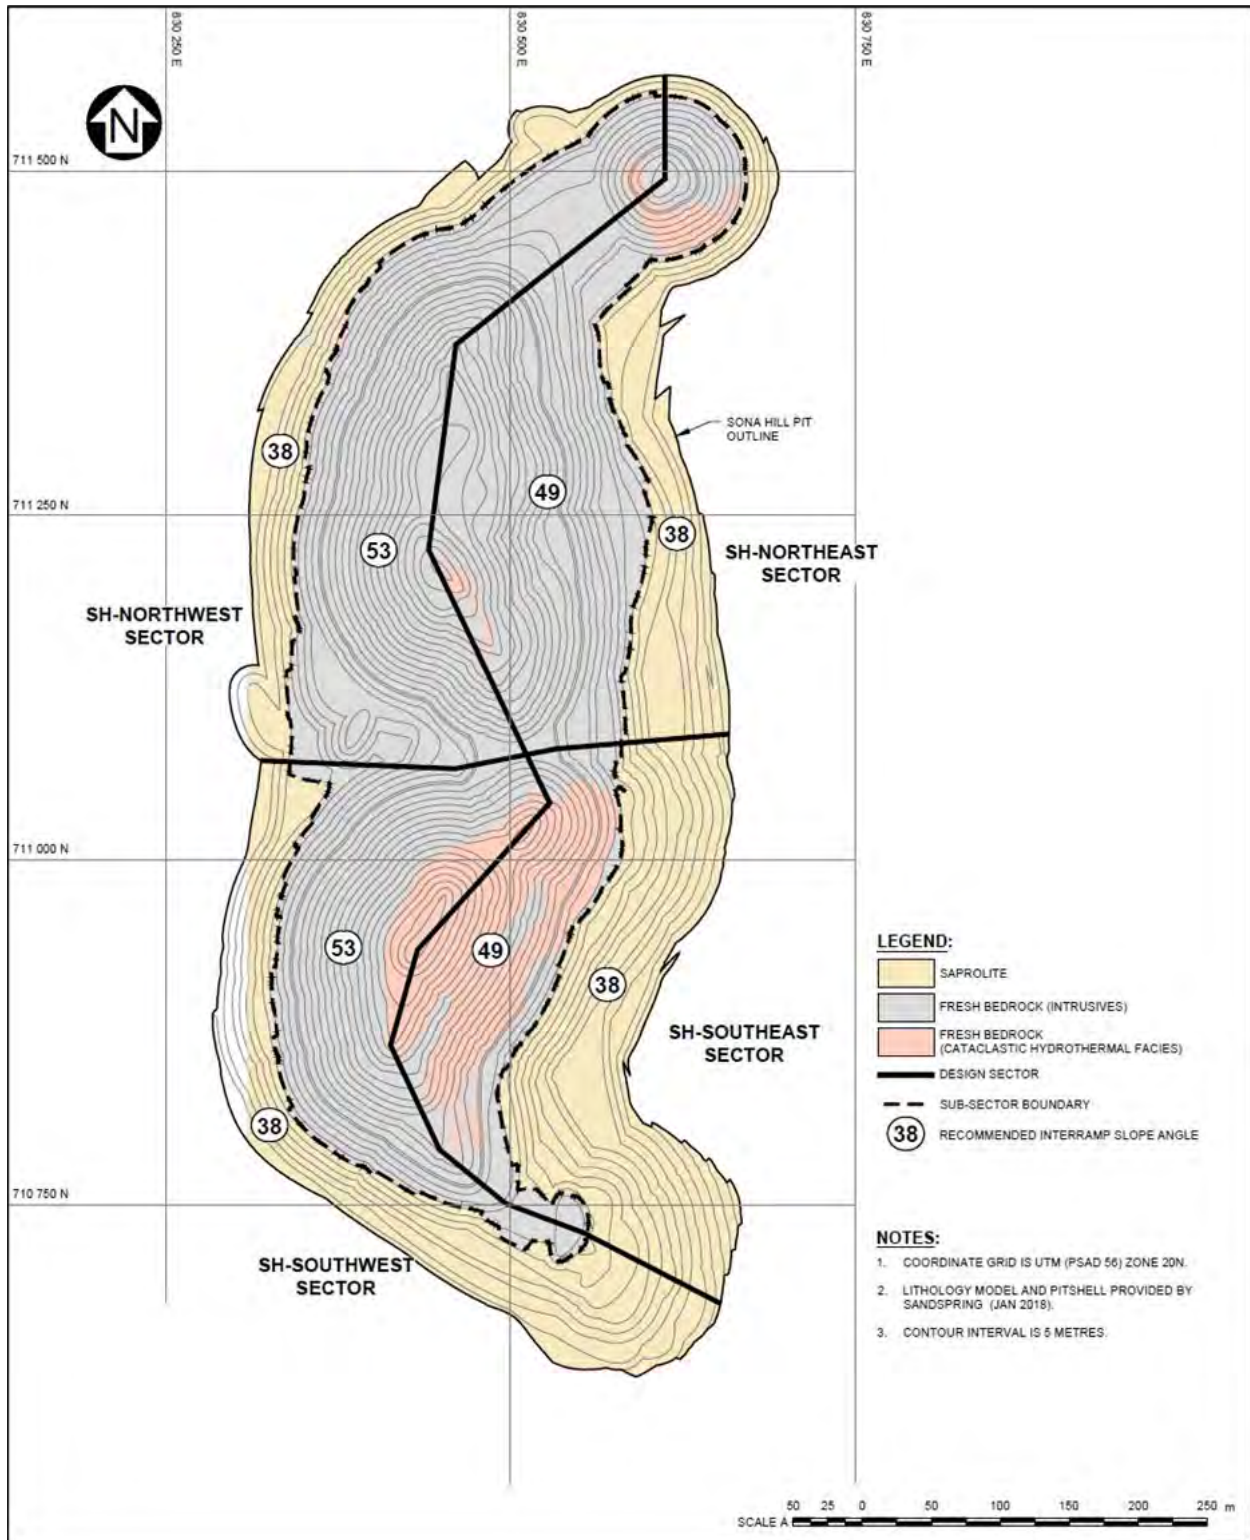 630 250 E
630 500 E
630 750 E
N
711 500 N
SONA HILL PIT
OUTLINE
38
49
711 250 N
38
53
SH-NORTHEAST
SECTOR
SH-NORTHWEST
SECTOR
711 000 N
53
49
38
SH-SOUTHEAST
SECTOR
38
710 750 N
SH-SOUTHWEST
SECTOR
LEGEND:
SAPROLITE
FRESH BEDROCK (INTRUSIVES)
FRESH BEDROCK
(CATACLASTIC HYDROTHERMAL FACIES)
DESIGN SECTOR
SUB-SECTOR BOUNDARY
38 RECOMMENDED INTERRAMP SLOPE ANGLE
NOTES:
1. COORDINATE GRID IS UTM (PSAD 56) ZONE 20N.
2. LITHOLOGY MODEL AND PITSHELL PROVIDED BY
SANDSPRING (JAN 2018).
3. CONTOUR INTERVAL IS 5 METRES.
50 25 0 50 100 150 200 250 m
SCALE A